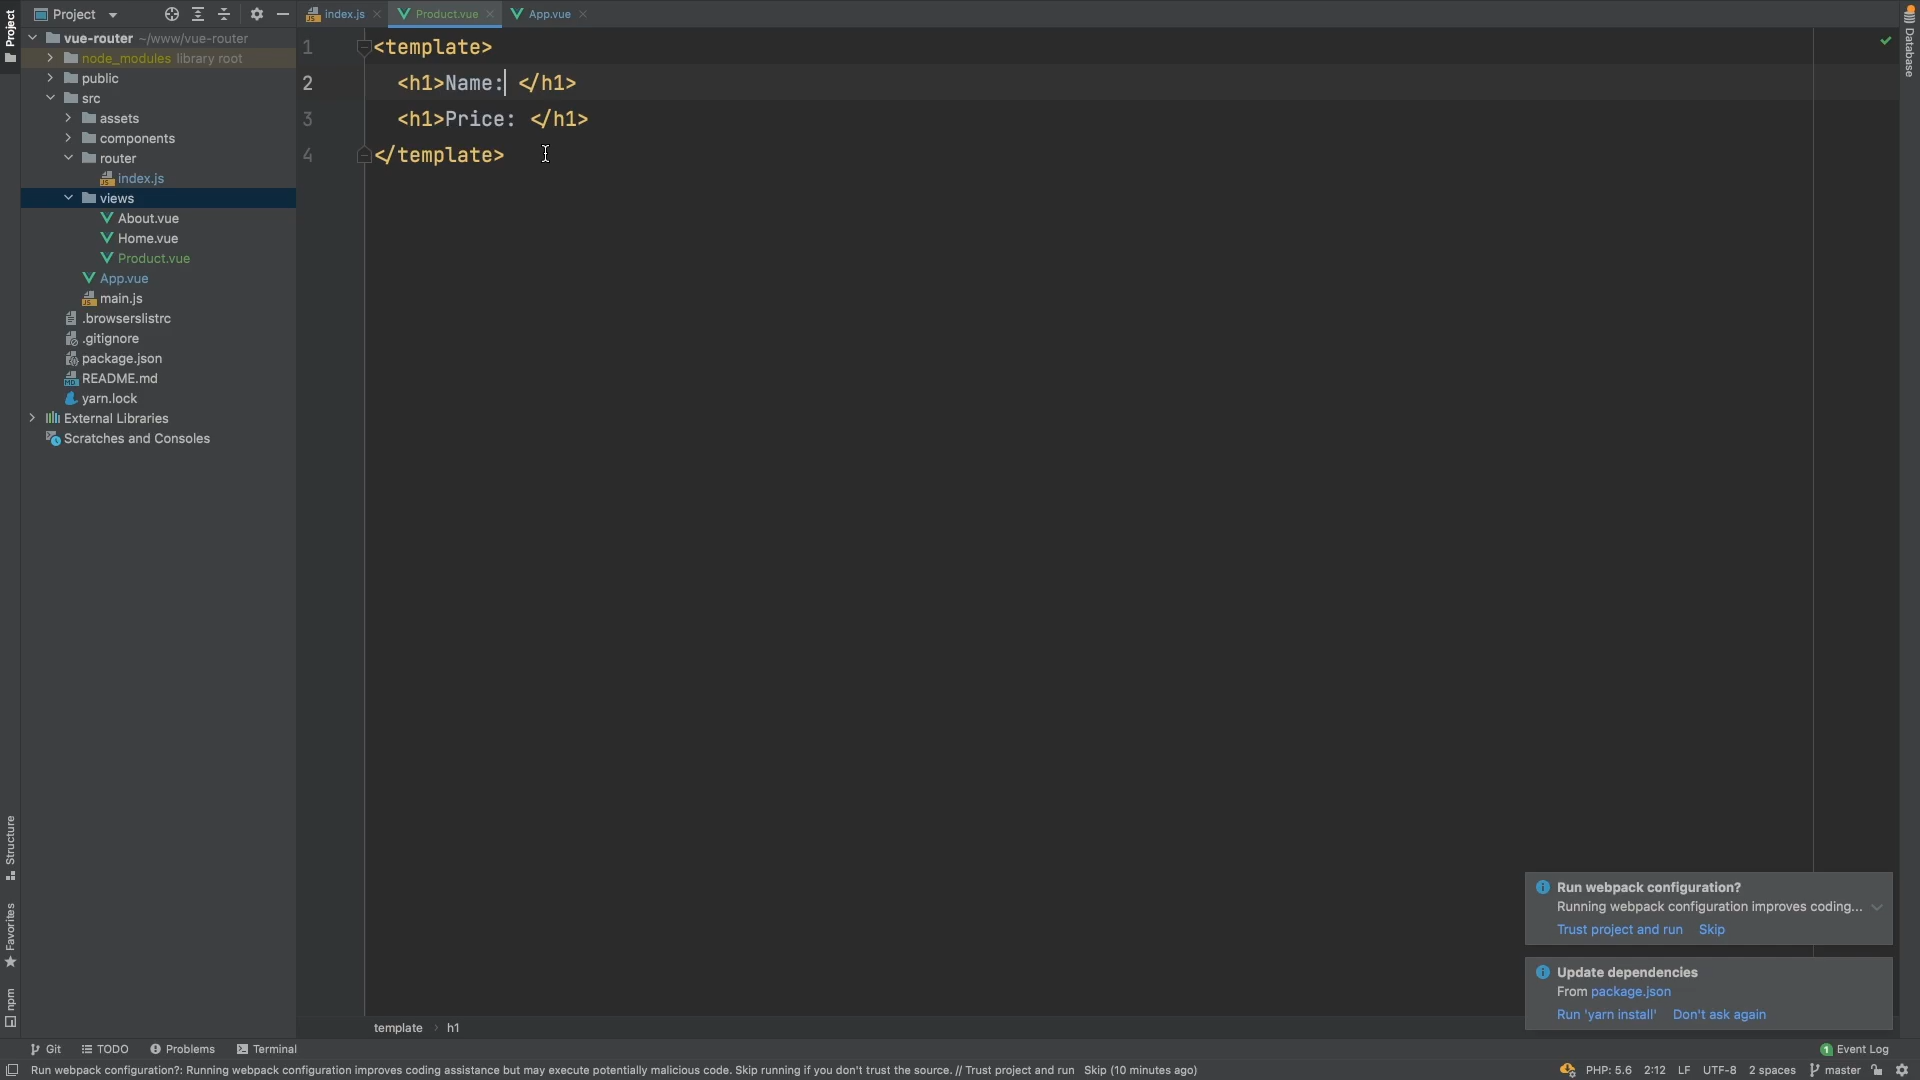 Project
index.js
Product.vue
App.vue
Project
Database
vue-router ~/www/vue-router
node_modules library root
public
src
assets
components
router
index.js
views
About.vue
Home.vue
Product.vue
App.vue
main.js
.browserslistrc
.gitignore
package.json
README.md
yarn.lock
External Libraries
Scratches and Consoles
1 <template>
2 <h1>Name: </h1>
3 <h1>Price: </h1>
4 </template>
Structure
Favorites
npm
Run webpack configuration?
Running webpack configuration improves coding...
Trust project and run Skip
Update dependencies
From package.json
Run 'yarn install' Don't ask again
template h1
Git TODO Problems Terminal
1 Event Log
Run webpack configuration?: Running webpack configuration improves coding assistance but may execute potentially malicious code. Skip running if you don't trust the source. // Trust project and run Skip (10 minutes ago)
PHP: 5.6 2:12 LF UTF-8 2 spaces master